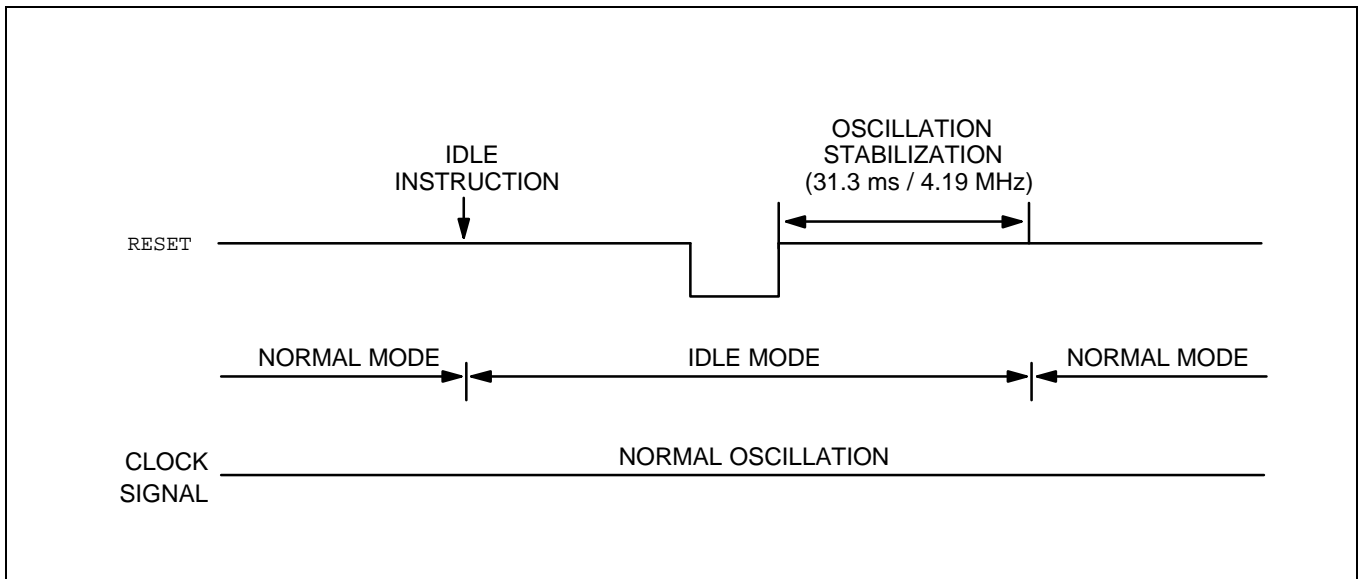 OSCILLATION
STABILIZATION
(31.3 ms / 4.19 MHz)
IDLE
INSTRUCTION
RESET
NORMAL MODE
IDLE MODE
NORMAL MODE
CLOCK
SIGNAL
NORMAL OSCILLATION